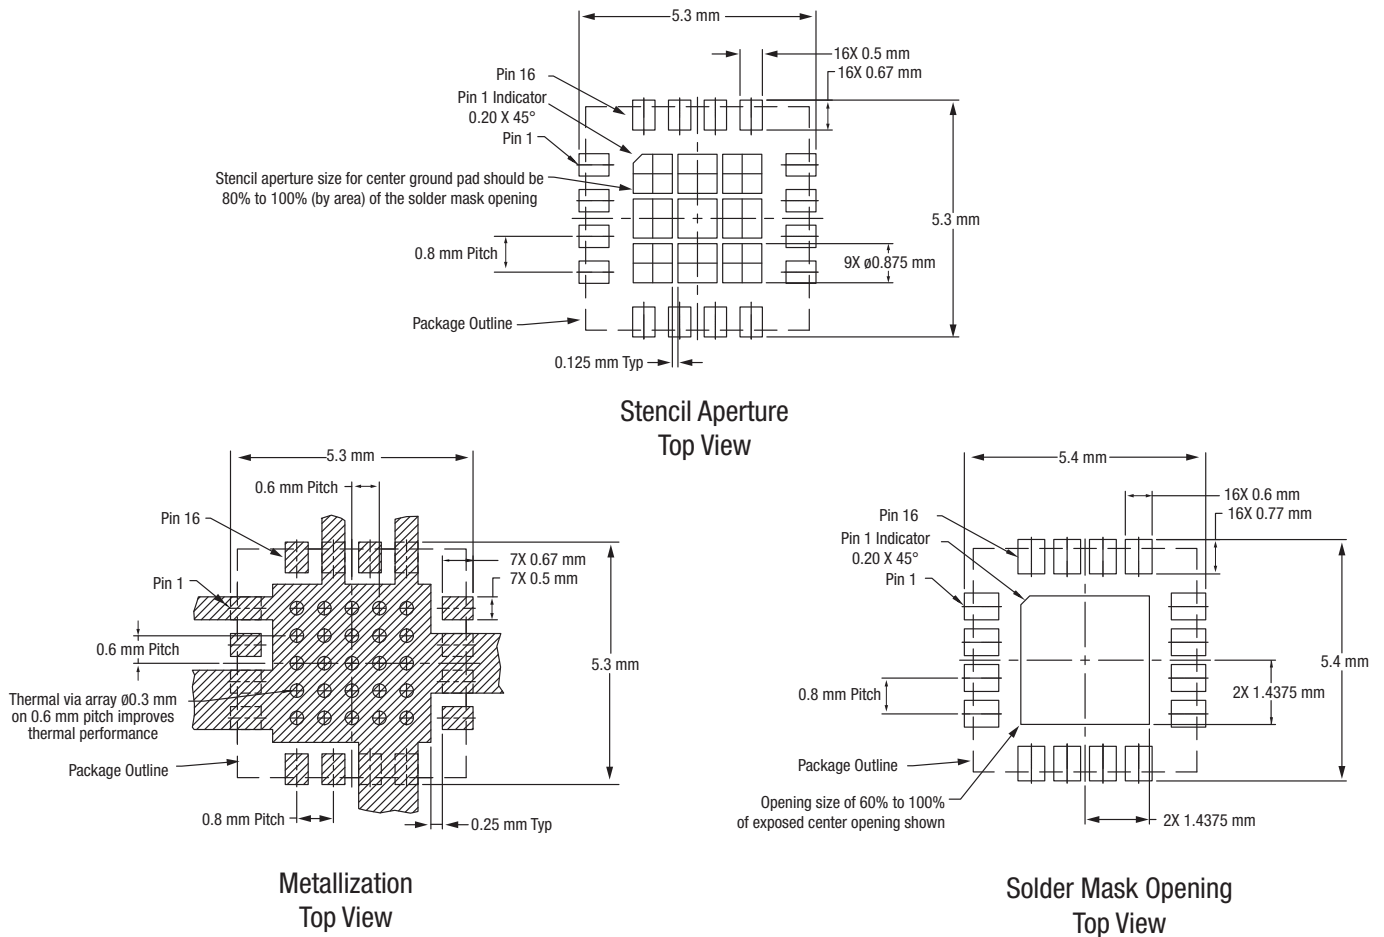 5.3 mm
16X 0.5 mm
16X 0.67 mm
Pin 16
Pin 1 Indicator
0.20 X 45°
Pin 1
Stencil aperture size for center ground pad should be
80% to 100% (by area) of the solder mask opening
5.3 mm
0.8 mm Pitch
9X ø0.875 mm
Package Outline
0.125 mm Typ
Stencil Aperture
Top View
5.3 mm
0.6 mm Pitch
Pin 16
7X 0.67 mm
7X 0.5 mm
Pin 1
0.6 mm Pitch
5.3 mm
Thermal via array ø0.3 mm
on 0.6 mm pitch improves
thermal performance
Package Outline
0.8 mm Pitch
0.25 mm Typ
Metallization
Top View
5.4 mm
16X 0.6 mm
16X 0.77 mm
Pin 16
Pin 1 Indicator
0.20 X 45°
Pin 1
5.4 mm
0.8 mm Pitch
2X 1.4375 mm
Package Outline
Opening size of 60% to 100%
of exposed center opening shown
2X 1.4375 mm
Solder Mask Opening
Top View